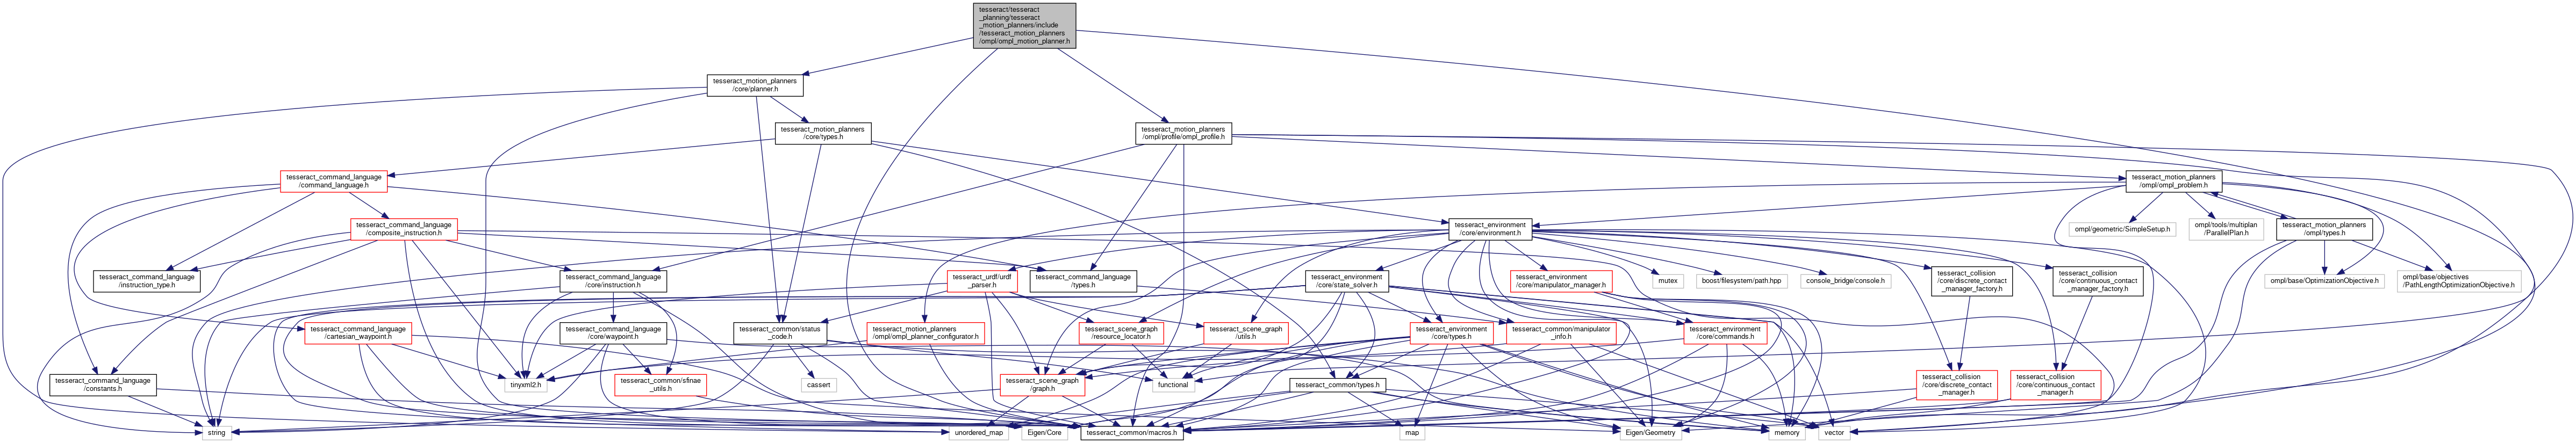 tesseract/tesseract
_planning/tesseract
_motion_planners/include
/tesseract_motion_planners
/ompl/ompl_motion_planner.h
tesseract_motion_planners
/core/planner.h
tesseract_motion_planners
/core/types.h
tesseract_motion_planners
/ompl/profile/ompl_profile.h
tesseract_command_language
/command_language.h
tesseract_motion_planners
/ompl/ompl_problem.h
tesseract_command_language
/composite_instruction.h
tesseract_environment
/core/environment.h
ompl/geometric/SimpleSetup.h
ompl/tools/multiplan
/ParallelPlan.h
tesseract_motion_planners
/ompl/types.h
tesseract_command_language
/instruction_type.h
tesseract_command_language
/core/instruction.h
tesseract_urdf/urdf
_parser.h
tesseract_command_language
/types.h
tesseract_environment
/core/state_solver.h
tesseract_environment
/core/manipulator_manager.h
mutex
boost/filesystem/path.hpp
console_bridge/console.h
tesseract_collision
/core/discrete_contact
_manager_factory.h
tesseract_collision
/core/continuous_contact
_manager_factory.h
ompl/base/OptimizationObjective.h
ompl/base/objectives
/PathLengthOptimizationObjective.h
tesseract_command_language
/cartesian_waypoint.h
tesseract_command_language
/core/waypoint.h
tesseract_common/status
_code.h
tesseract_motion_planners
/ompl/ompl_planner_configurator.h
tesseract_scene_graph
/resource_locator.h
tesseract_scene_graph
/utils.h
tesseract_environment
/core/types.h
tesseract_common/manipulator
_info.h
tesseract_environment
/core/commands.h
tesseract_command_language
/constants.h
tinyxml2.h
tesseract_common/sfinae
_utils.h
cassert
tesseract_scene_graph
/graph.h
functional
tesseract_common/types.h
tesseract_collision
/core/discrete_contact
_manager.h
tesseract_collision
/core/continuous_contact
_manager.h
string
unordered_map
Eigen/Core
tesseract_common/macros.h
Eigen/Geometry
map
memory
vector